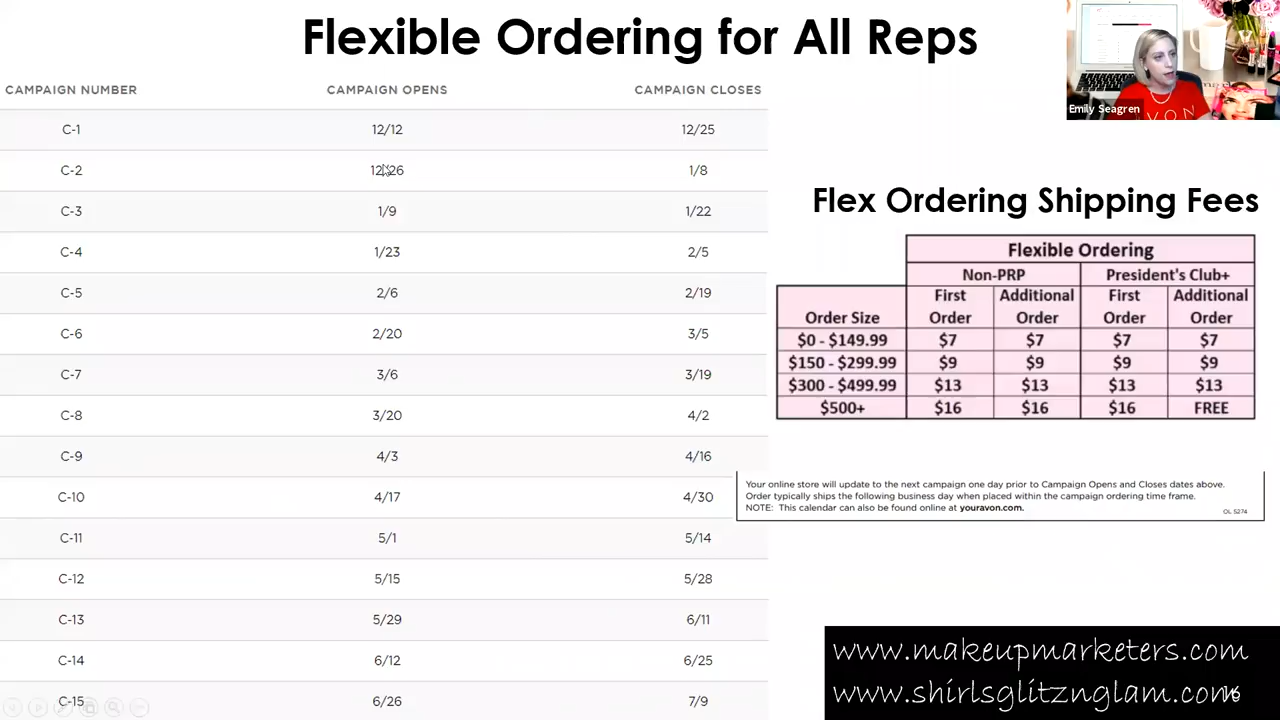 Flexible Ordering for All Reps
Emily Seagren
AVON
CAMPAIGN NUMBER CAMPAIGN OPENS CAMPAIGN CLOSES
C-1 12/12 12/25
C-2 12/26 1/8
C-3 1/9 1/22
C-4 1/23 2/5
C-5 2/6 2/19
C-6 2/20 3/5
C-7 3/6 3/19
C-8 3/20 4/2
C-9 4/3 4/16
C-10 4/17 4/30
C-11 5/1 5/14
C-12 5/15 5/28
C-13 5/29 6/11
C-14 6/12 6/25
C-15 6/26 7/9
Flex Ordering Shipping Fees
Flexible Ordering
Non-PRP President's Club+
First Additional First Additional
Order Size Order Order Order Order
$0 - $149.99 $7 $7 $7 $7
$150 - $299.99 $9 $9 $9 $9
$300 - $499.99 $13 $13 $13 $13
$500+ $16 $16 $16 FREE
Your online store will update to the next campaign one day prior to Campaign Opens and Closes dates above.
Order typically ships the following business day when placed within the campaign ordering time frame.
NOTE: This calendar can also be found online at youravon.com.
OL 5274
www.makeupmarketers.com
www.shirlsglitznglam.com